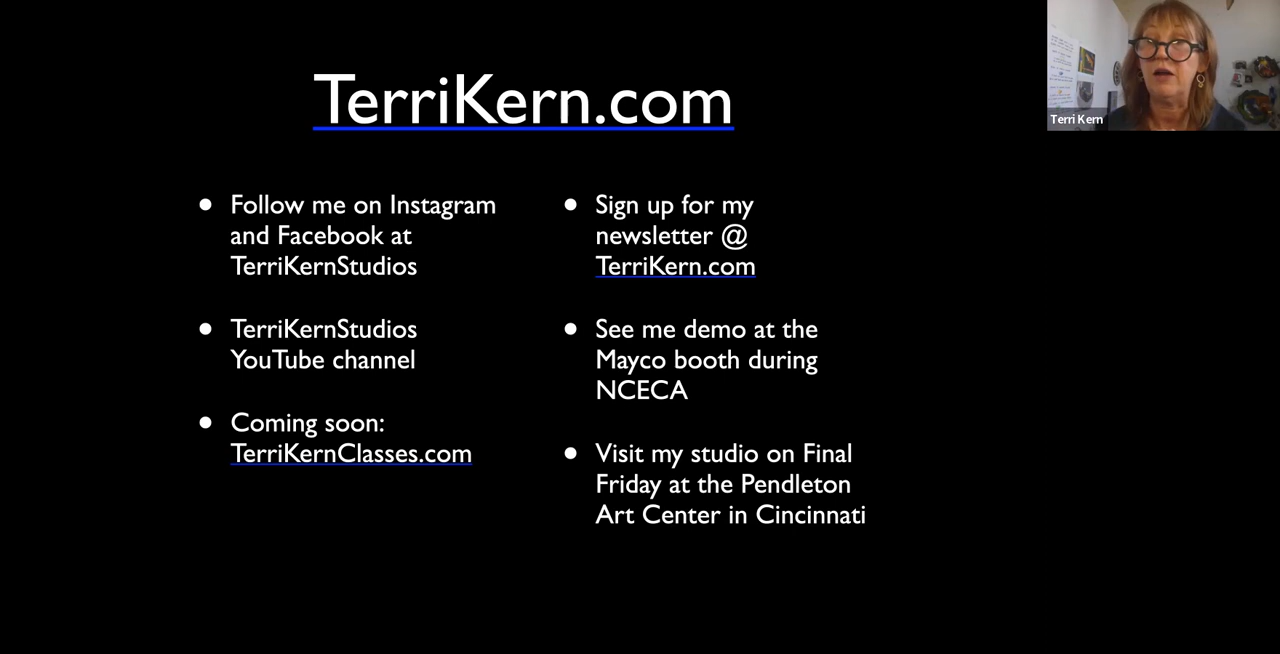 TerriKern.com
Follow me on Instagram
and Facebook at
TerriKernStudios
TerriKernStudios
YouTube channel
Coming soon:
TerriKernClasses.com
Sign up for my
newsletter @
TerriKern.com
See me demo at the
Mayco booth during
NCECA
Visit my studio on Final
Friday at the Pendleton
Art Center in Cincinnati
Terri Kern